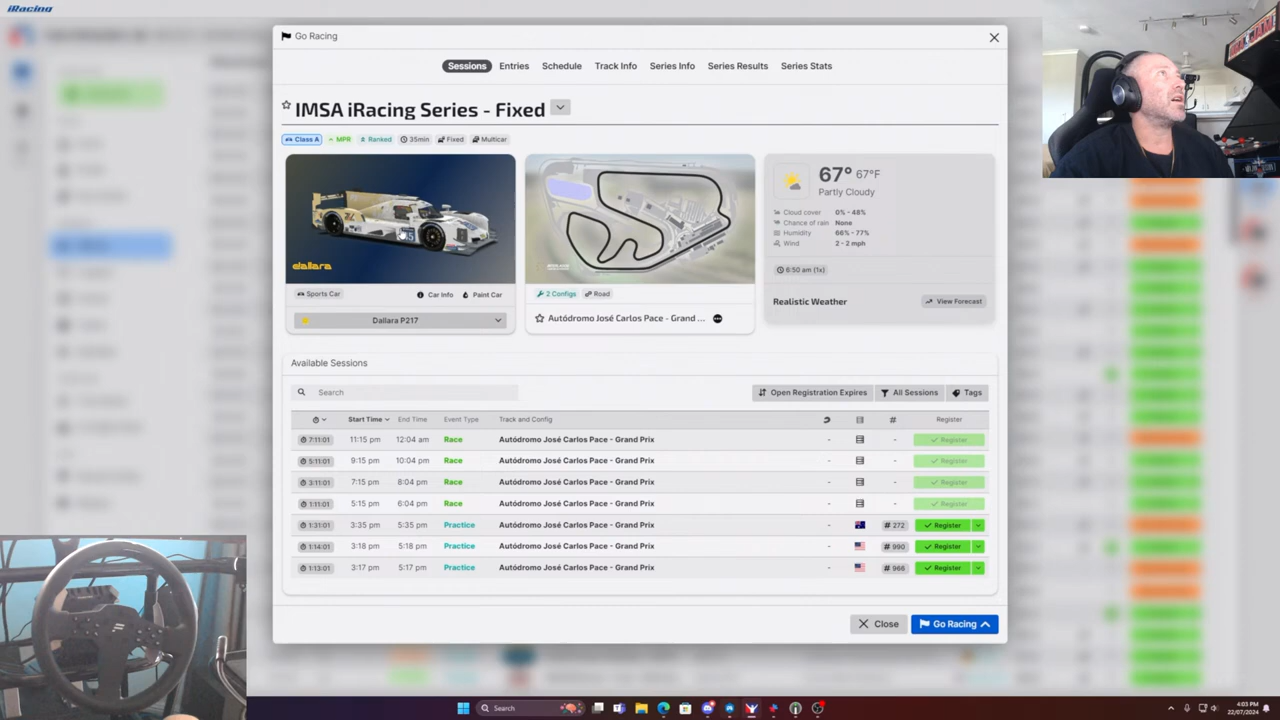 iRacing
Go Racing
Sessions Entries Schedule Track Info Series Info Series Results Series Stats
IMSA iRacing Series - Fixed
Class A MPR Ranked 35min Fixed Multicar
dallara
Sports Car Car Info Paint Car
Dallara P217
2 Configs Road
Autódromo José Carlos Pace - Grand ...
67° 67°F
Partly Cloudy
Cloud cover 0% - 48%
Chance of rain None
Humidity 66% - 77%
Wind 2 - 2 mph
6:50 am (1x)
Realistic Weather View Forecast
Available Sessions
Search Open Registration Expires All Sessions Tags
Start Time End Time Event Type Track and Config # Register
7:11:01 11:15 pm 12:04 am Race Autódromo José Carlos Pace - Grand Prix - - Register
5:11:01 9:15 pm 10:04 pm Race Autódromo José Carlos Pace - Grand Prix - - Register
3:11:01 7:15 pm 8:04 pm Race Autódromo José Carlos Pace - Grand Prix - - Register
1:11:01 5:15 pm 6:04 pm Race Autódromo José Carlos Pace - Grand Prix - - Register
1:31:01 3:35 pm 5:35 pm Practice Autódromo José Carlos Pace - Grand Prix - # 272 Register
1:14:01 3:18 pm 5:18 pm Practice Autódromo José Carlos Pace - Grand Prix - # 990 Register
1:13:01 3:17 pm 5:17 pm Practice Autódromo José Carlos Pace - Grand Prix - # 966 Register
Close Go Racing
Search
4:03 PM
22/07/2024